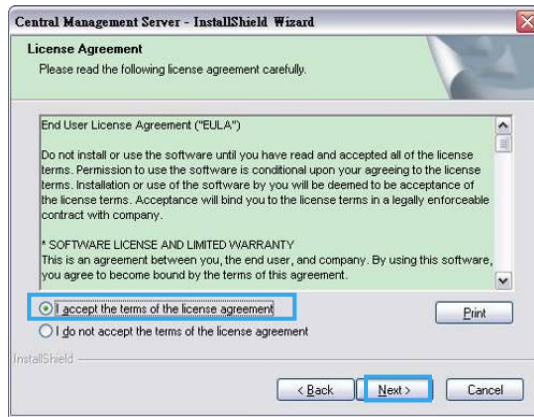 Central Management Server - InstallShield Wizard
License Agreement
Please read the following license agreement carefully.
End User License Agreement ("EULA")
Do not install or use the software until you have read and accepted all of the license
terms. Permission to use the software is conditional upon your agreeing to the license
terms. Installation or use of the software by you will be deemed to be acceptance of
the license terms. Acceptance will bind you to the license terms in a legally enforceable
contract with company.
* SOFTWARE LICENSE AND LIMITED WARRANTY
This is an agreement between you, the end user, and company. By using this software,
you agree to become bound by the terms of this agreement.
I accept the terms of the license agreement
Print
I do not accept the terms of the license agreement
InstallShield
< Back
Next >
Cancel